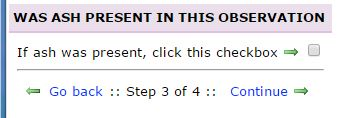 WAS ASH PRESENT IN THIS OBSERVATION
If ash was present, click this checkbox
Go back :: Step 3 of 4 :: Continue